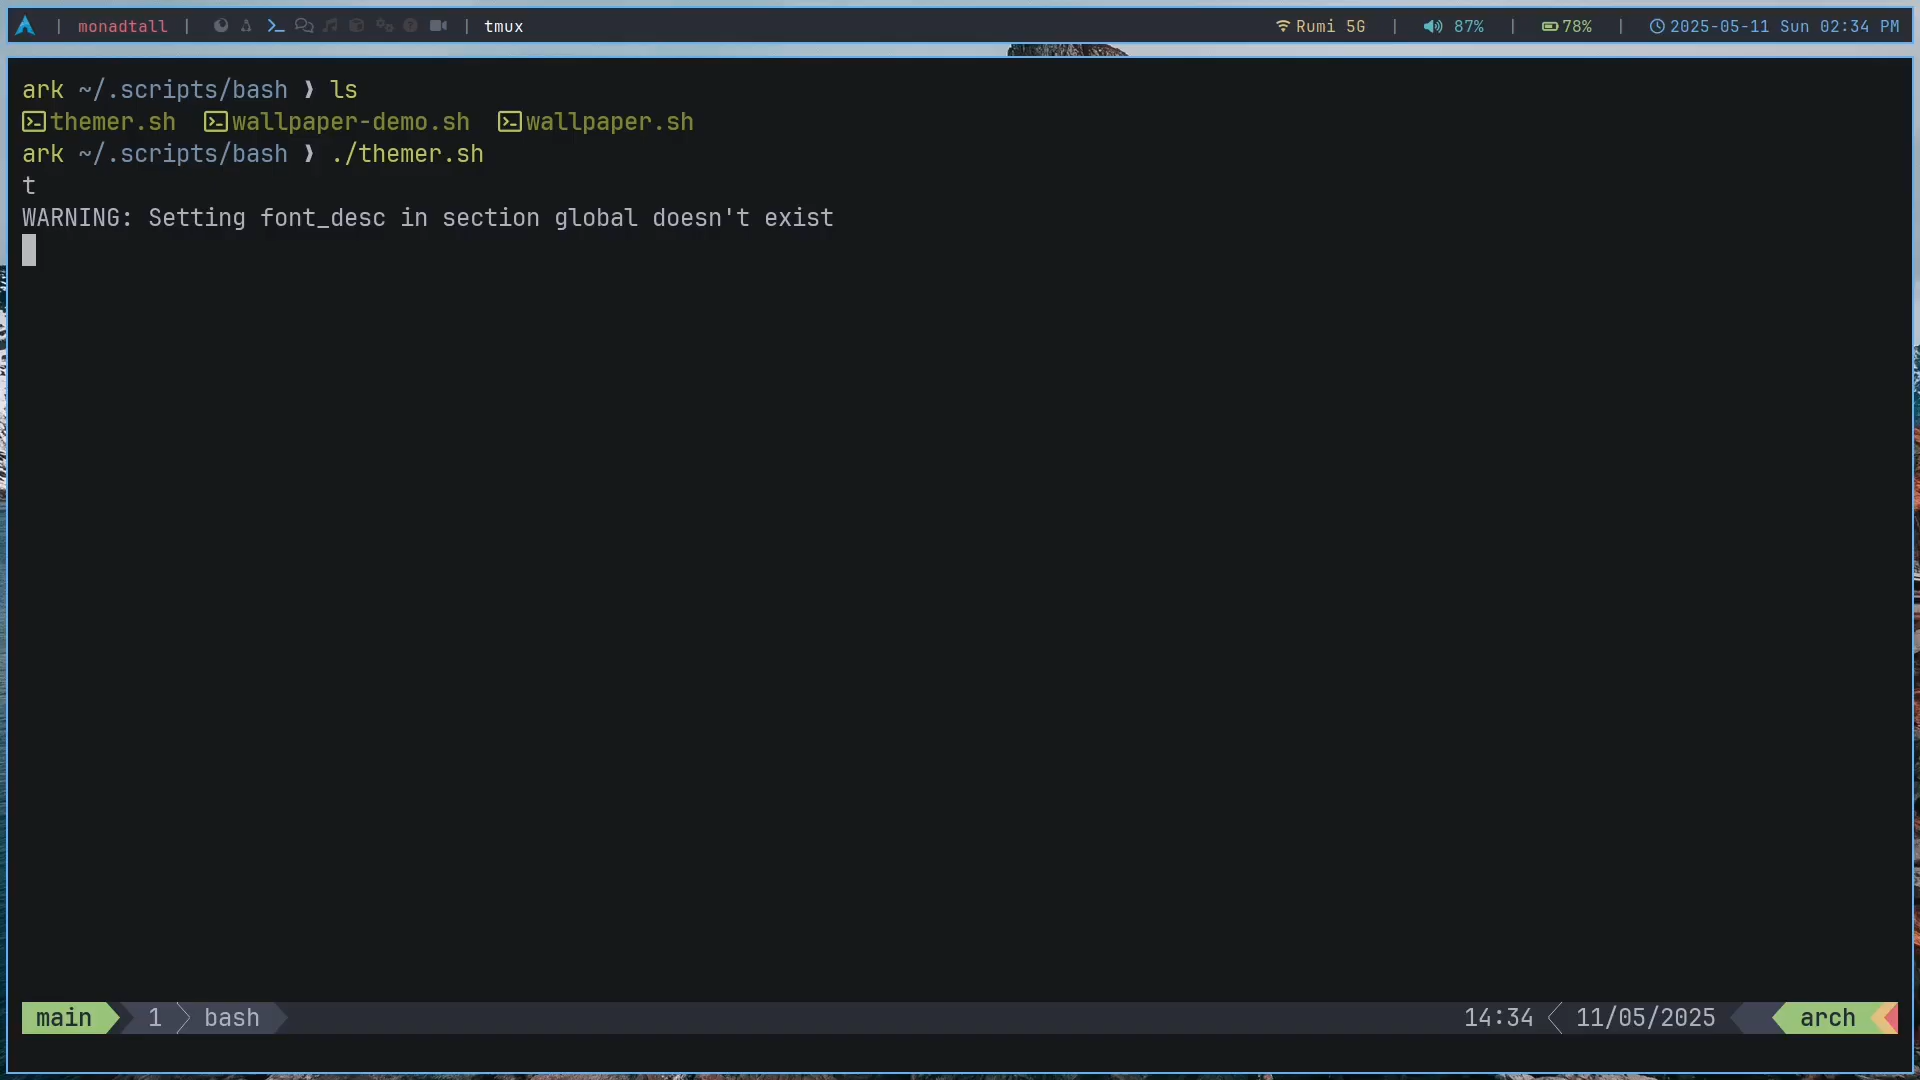 | monadtall | | tmux Rumi 5G | 87% | 78% | 2025-05-11 Sun 02:34 PM
ark ~/.scripts/bash ❫ ls
themer.sh wallpaper-demo.sh wallpaper.sh
ark ~/.scripts/bash ❫ ./themer.sh
t
WARNING: Setting font_desc in section global doesn't exist
main 1 bash 14:34 11/05/2025 arch